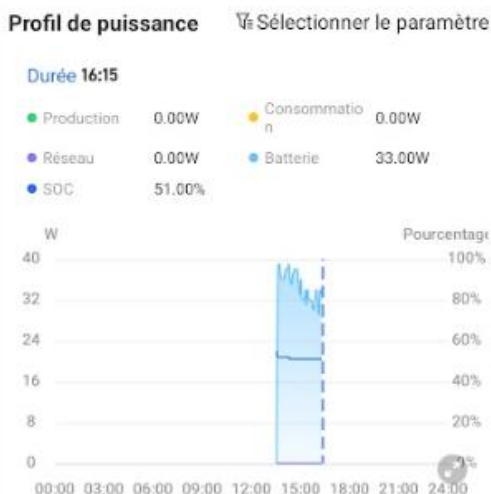 Profil de puissance Sélectionner le paramètre
Durée 16:15
Production 0.00W Consommatio
n 0.00W
Réseau 0.00W Batterie 33.00W
SOC 51.00%
W Pourcentage
40 100%
32 80%
24 60%
16 40%
8 20%
0 0%
00:00 03:00 06:00 09:00 12:00 15:00 18:00 21:00 24:00